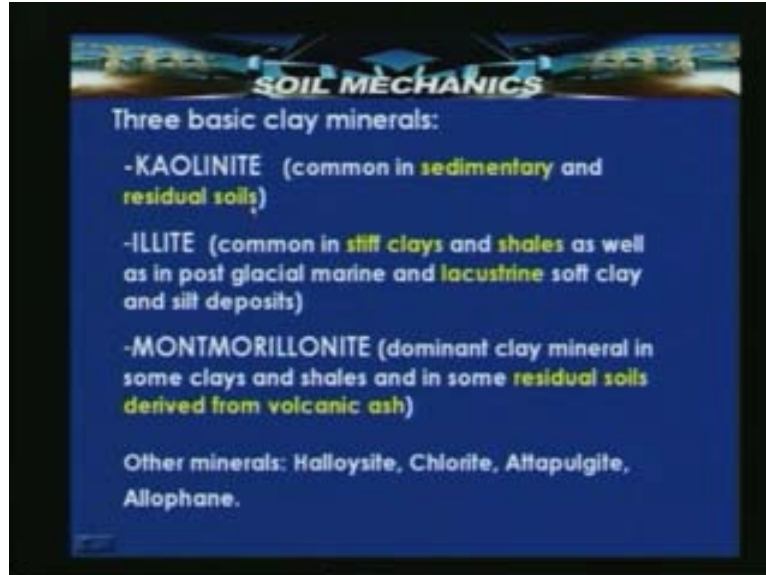 SOIL MECHANICS
Three basic clay minerals:
-KAOLINITE (common in sedimentary and
residual soils)
-ILLITE (common in stiff clays and shales as well
as in post glacial marine and lacustrine soft clay
and silt deposits)
-MONTMORILLONITE (dominant clay mineral in
some clays and shales and in some residual soils
derived from volcanic ash)
Other minerals: Halloysite, Chlorite, Attapulgite,
Allophane.